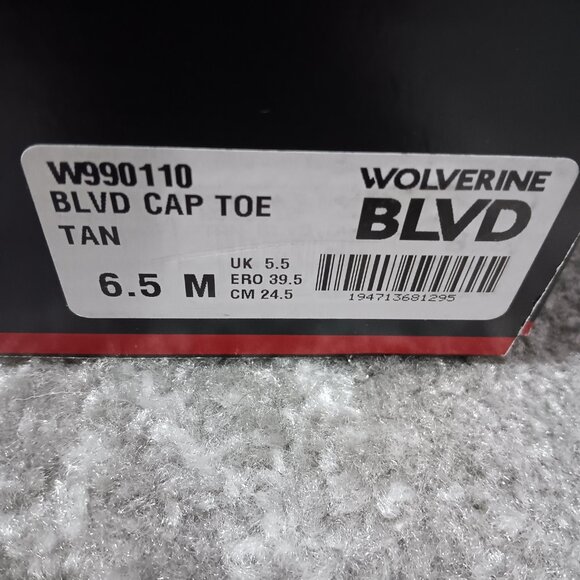 W990110
BLVD CAP TOE
TAN
WOLVERINE
BLVD
6.5 M
UK 5.5
ERO 39.5
CM 24.5
194713681295